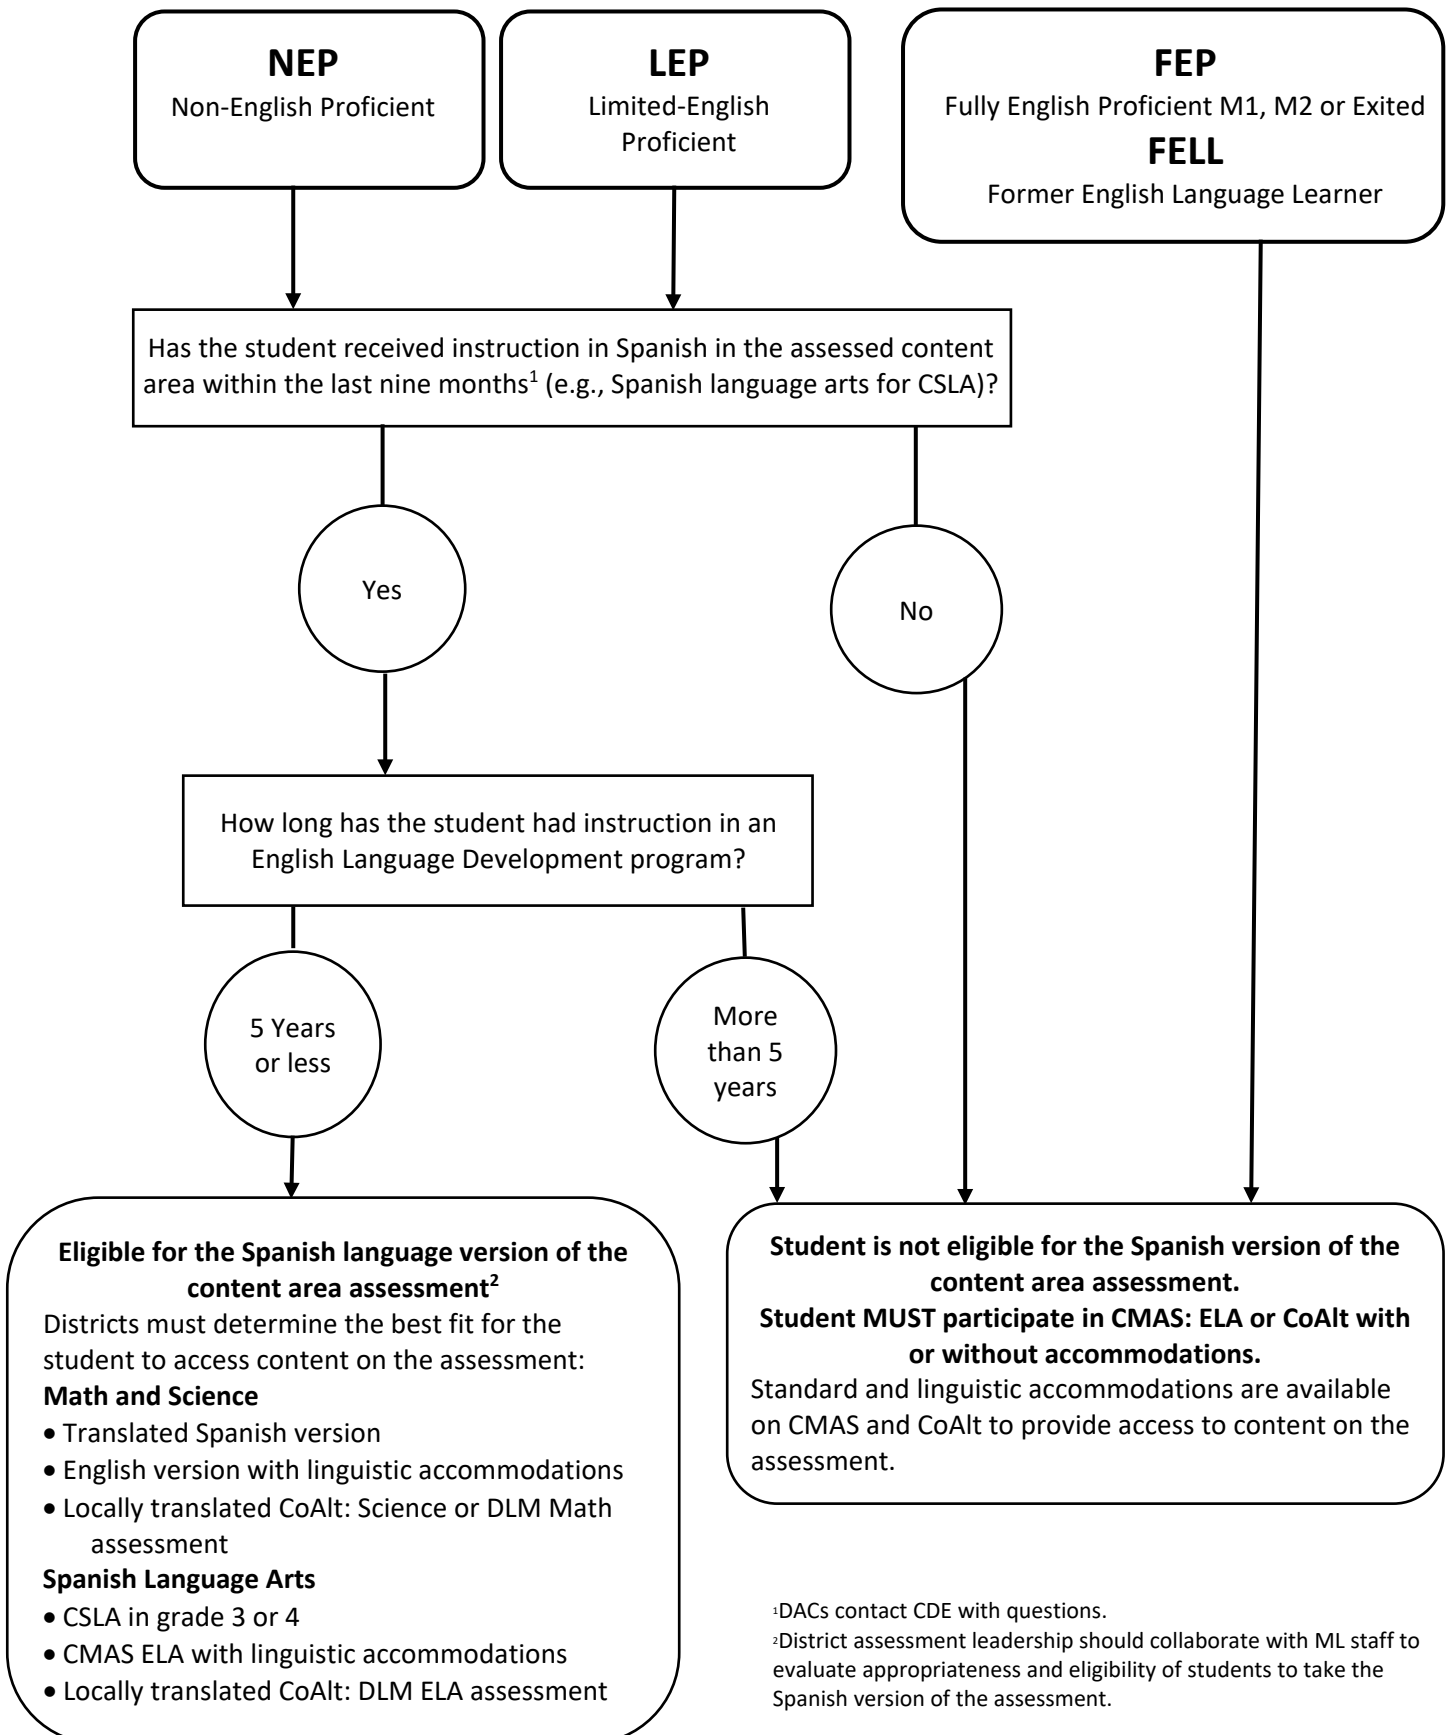 NEP
Non-English Proficient
LEP
Limited-English
Proficient
FEP
Fully English Proficient M1, M2 or Exited
FELL
Former English Language Learner
Has the student received instruction in Spanish in the assessed content
area within the last nine months¹ (e.g., Spanish language arts for CSLA)?
Yes
No
How long has the student had instruction in an
English Language Development program?
5 Years
or less
More
than 5
years
Eligible for the Spanish language version of the
content area assessment²
Districts must determine the best fit for the
student to access content on the assessment:
Math and Science
• Translated Spanish version
• English version with linguistic accommodations
• Locally translated CoAlt: Science or DLM Math
assessment
Spanish Language Arts
• CSLA in grade 3 or 4
• CMAS ELA with linguistic accommodations
• Locally translated CoAlt: DLM ELA assessment
Student is not eligible for the Spanish version of the
content area assessment.
Student MUST participate in CMAS: ELA or CoAlt with
or without accommodations.
Standard and linguistic accommodations are available
on CMAS and CoAlt to provide access to content on the
assessment.
¹DACs contact CDE with questions.
²District assessment leadership should collaborate with ML staff to
evaluate appropriateness and eligibility of students to take the
Spanish version of the assessment.